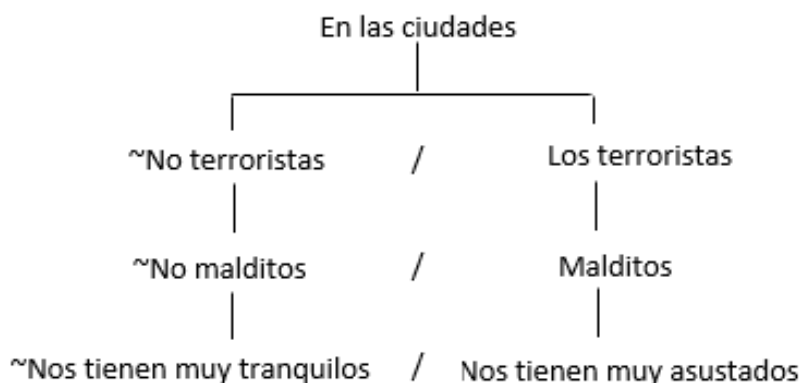 En las ciudades
~No terroristas / Los terroristas
~No malditos / Malditos
~Nos tienen muy tranquilos / Nos tienen muy asustados